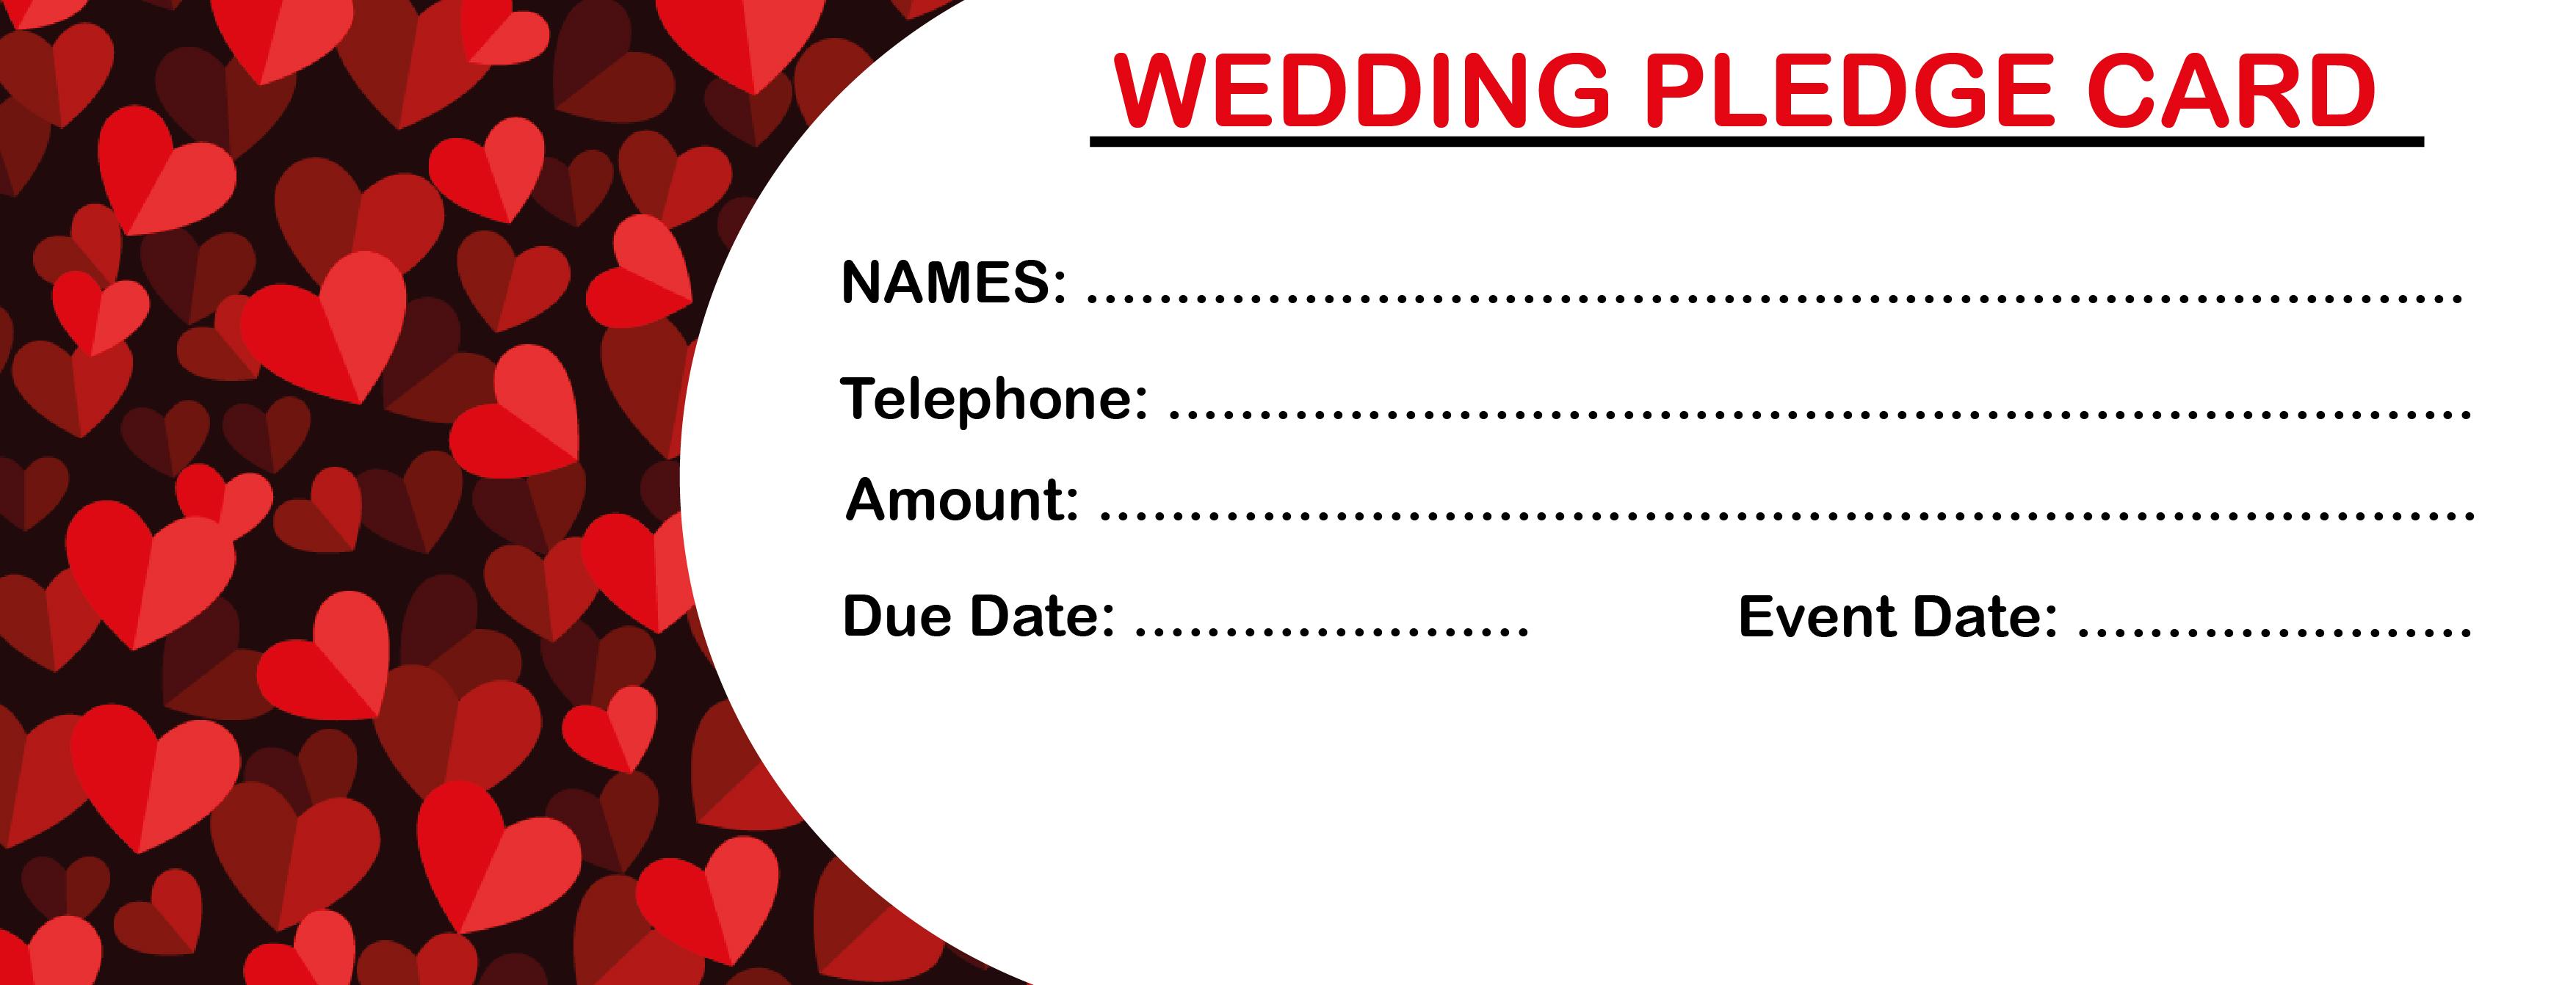 WEDDING PLEDGE CARD
NAMES: ............................................................................
Telephone: ........................................................................
Amount: ............................................................................
Due Date: ...................... Event Date: ......................